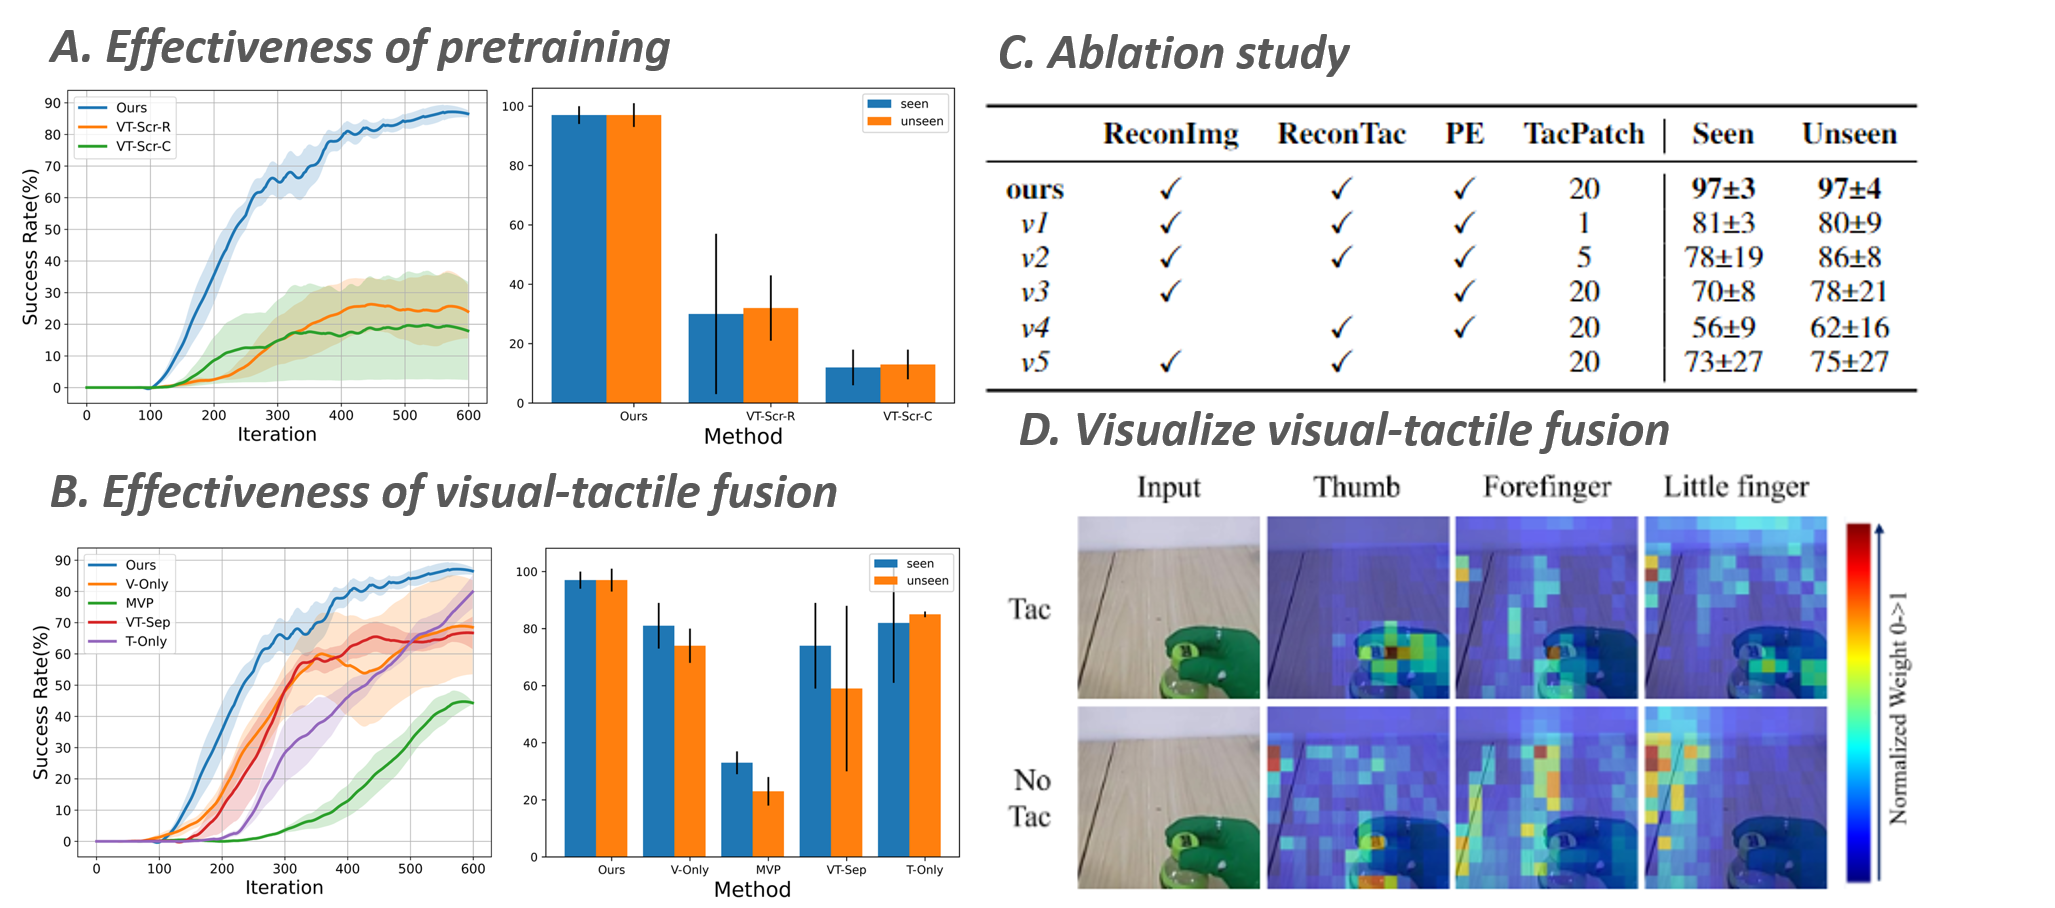 A. Effectiveness of pretraining
Success Rate(%)
90
80
70
60
50
40
30
20
10
0
Ours
VT-Scr-R
VT-Scr-C
0 100 200 300 400 500 600
Iteration
100
80
60
40
20
0
seen
unseen
Ours VT-Scr-R VT-Scr-C
Method
B. Effectiveness of visual-tactile fusion
Success Rate(%)
90
80
70
60
50
40
30
20
10
0
Ours
V-Only
MVP
VT-Sep
T-Only
0 100 200 300 400 500 600
Iteration
100
80
60
40
20
0
seen
unseen
Ours V-Only MVP VT-Sep T-Only
Method
C. Ablation study
ReconImg ReconTac PE TacPatch Seen Unseen
ours ✓ ✓ ✓ 20 97±3 97±4
v1 ✓ ✓ ✓ 1 81±3 80±9
v2 ✓ ✓ ✓ 5 78±19 86±8
v3 ✓ ✓ 20 70±8 78±21
v4 ✓ ✓ 20 56±9 62±16
v5 ✓ ✓ 20 73±27 75±27
D. Visualize visual-tactile fusion
Input Thumb Forefinger Little finger
Tac
No
Tac
Normalized Weight 0->1